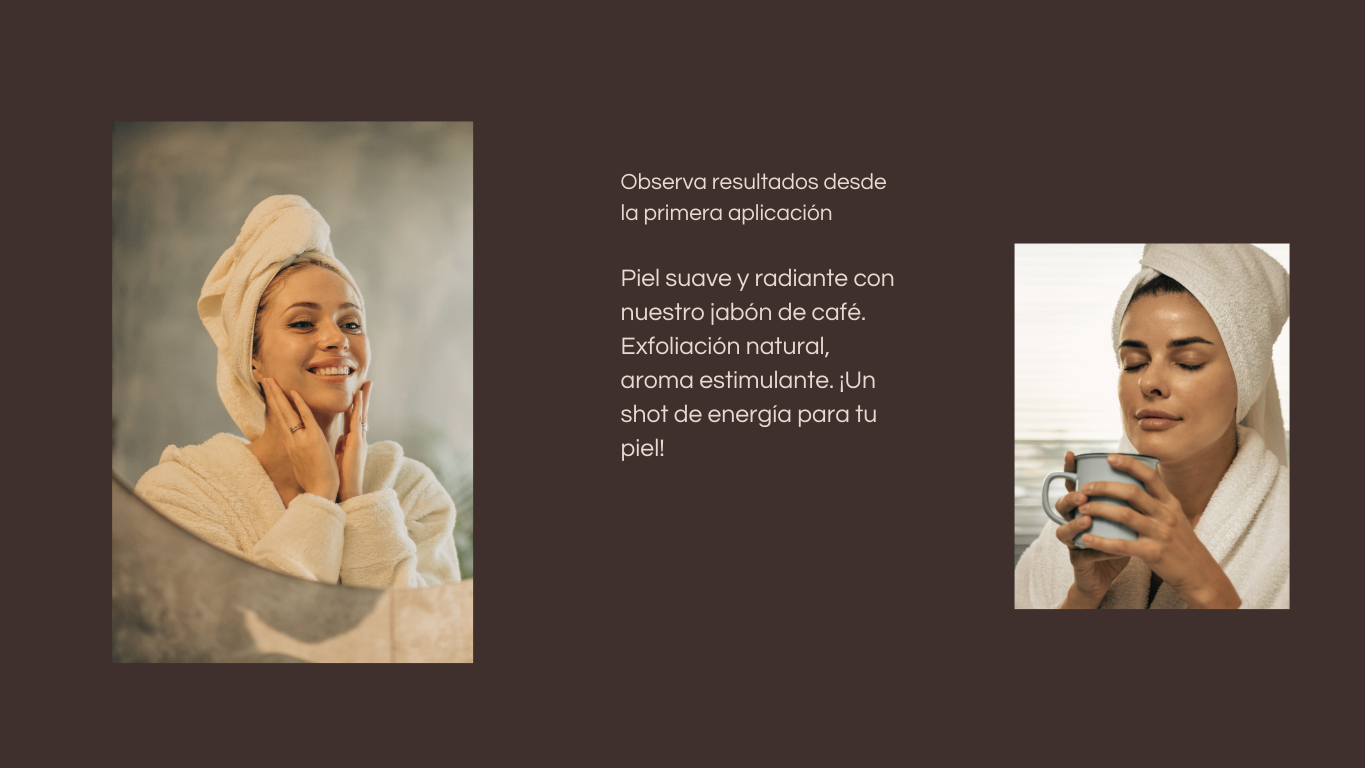 Observa resultados desde
la primera aplicación
Piel suave y radiante con
nuestro jabón de café.
Exfoliación natural,
aroma estimulante. ¡Un
shot de energía para tu
piel!